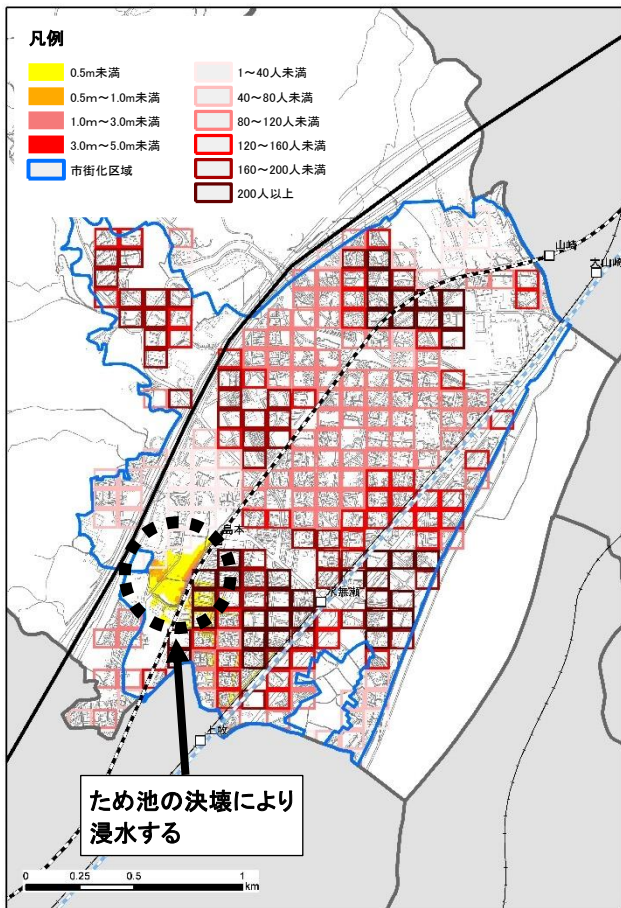 凡例
0.5m未満
0.5m～1.0m未満
1.0m～3.0m未満
3.0m～5.0m未満
市街化区域
1～40人未満
40～80人未満
80～120人未満
120～160人未満
160～200人未満
200人以上
山崎
大山崎
島本
水無瀬
上牧
ため池の決壊により
浸水する
0 0.25 0.5 1
km